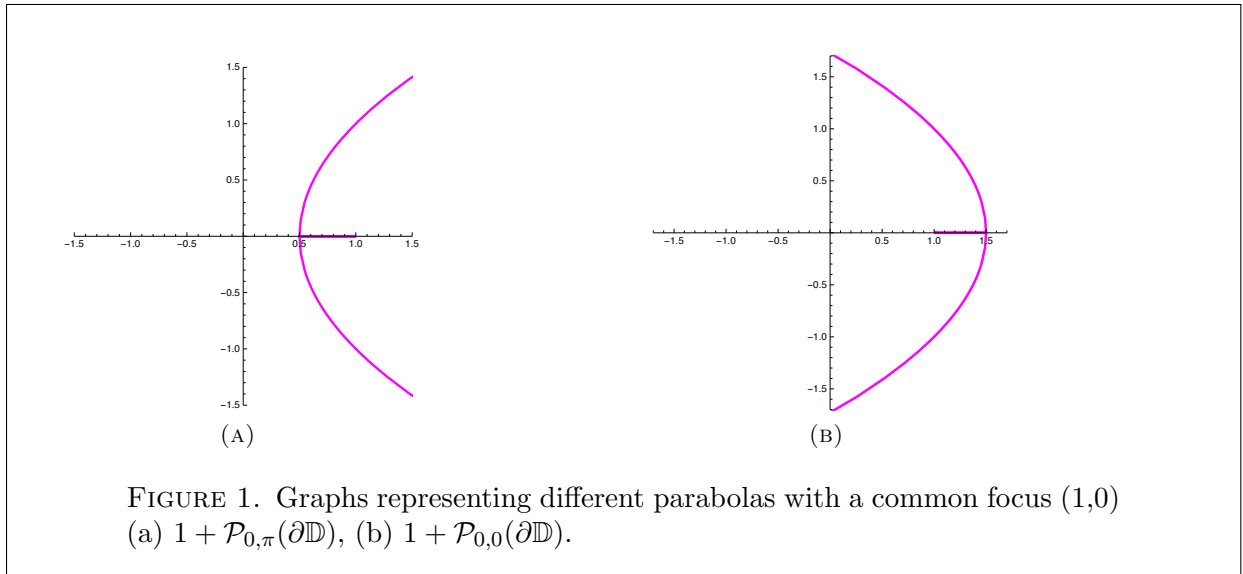 1.5
1.0
0.5
−1.5 −1.0 −0.5 0.5 1.0 1.5
−0.5
−1.0
−1.5
(A)
1.5
1.0
0.5
−1.5 −1.0 −0.5 0.5 1.0 1.5
−0.5
−1.0
−1.5
(B)
FIGURE 1. Graphs representing different parabolas with a common focus (1,0)
(a) 1 + 𝒫₀,π(∂𝔻), (b) 1 + 𝒫₀,₀(∂𝔻).